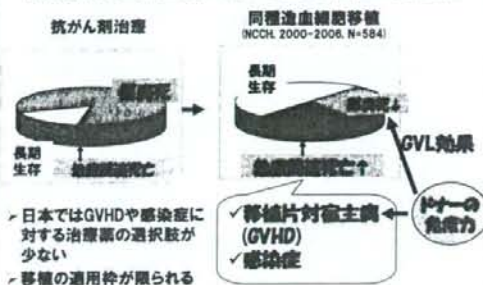 抗がん剤治療
同種造血細胞移植
(NCCH, 2000-2006, N=584)
長期
生存
長期
生存
GVL効果
ドナーの
免疫力
✓移植片対宿主病
(GVHD)
✓感染症
➢日本ではGVHDや感染症に
対する治療薬の選択肢が
少ない
➢移植の適用枠が限られる